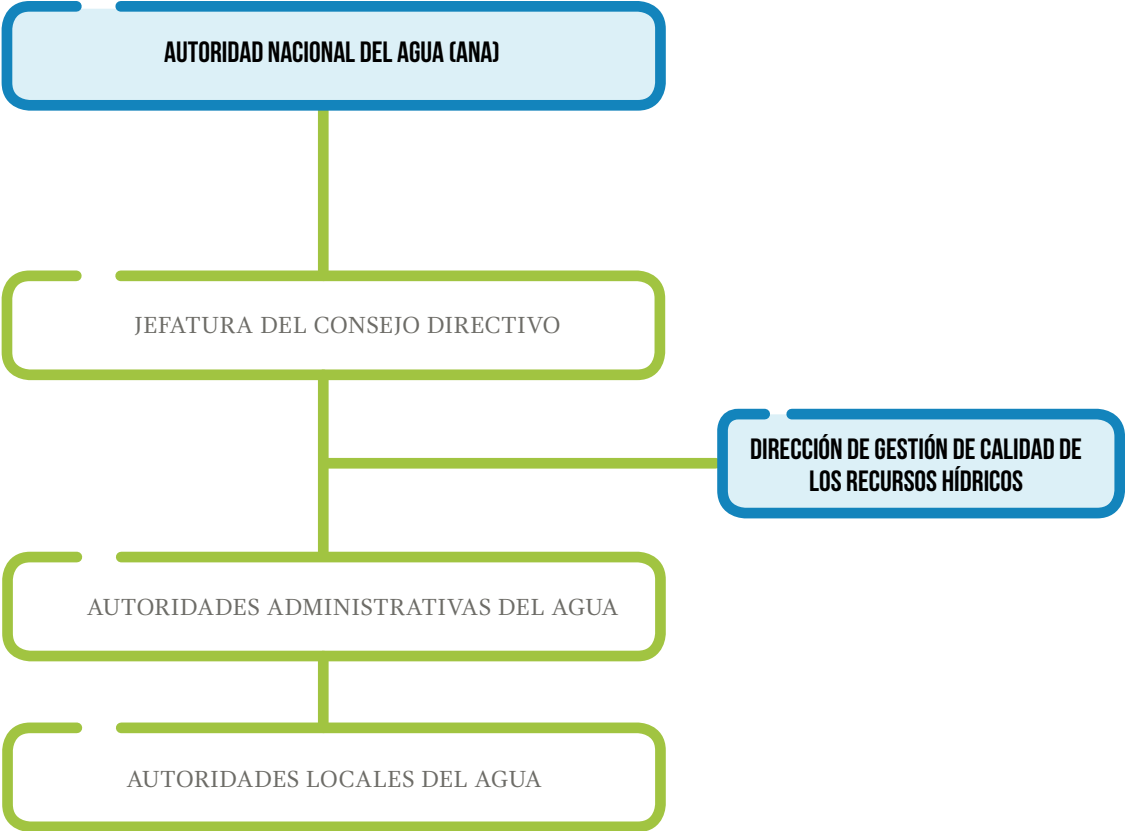 AUTORIDAD NACIONAL DEL AGUA (ANA)
JEFATURA DEL CONSEJO DIRECTIVO
DIRECCIÓN DE GESTIÓN DE CALIDAD DE
LOS RECURSOS HÍDRICOS
AUTORIDADES ADMINISTRATIVAS DEL AGUA
AUTORIDADES LOCALES DEL AGUA